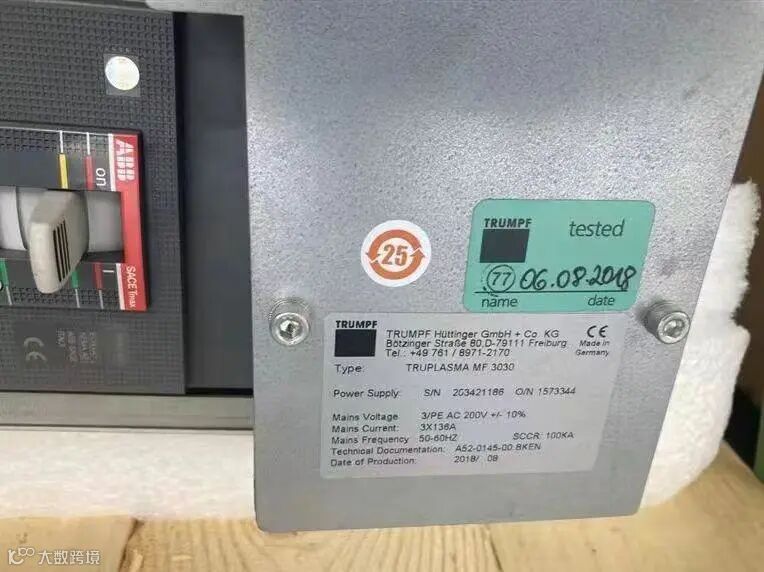 ABB
on
SACE Tmax
25
TRUMPF
tested
77 06.08.2018
name date
TRUMPF
TRUMPF Hüttinger GmbH + Co. KG
Bötzinger Straße 80,D-79111 Freiburg
Tel.: +49 761 / 8971-2170
CE
Made in
Germany
Type: TRUPLASMA MF 3030
Power Supply: S/N 203421186 O/N 1573344
Mains Voltage 3/PE AC 200V +/- 10%
Mains Current: 3X136A
Mains Frequency 50-60HZ SCCR: 100KA
Technical Documentation: A52-0145-00.BKEN
Date of Production: 2018/ .08
CE
大数跨境